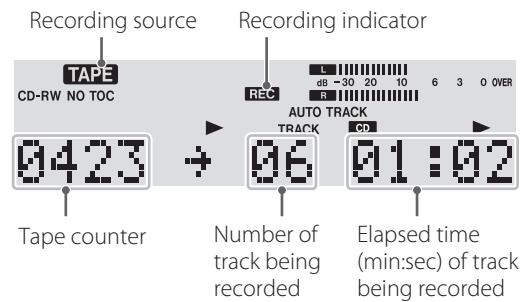 Recording source
Recording indicator
TAPE
CD-RW NO TOC
REC
L
dB -30 20 10 6 3 0 OVER
R
AUTO TRACK
TRACK CD
0423 → 06 01:02
Tape counter
Number of
track being
recorded
Elapsed time
(min:sec) of track
being recorded